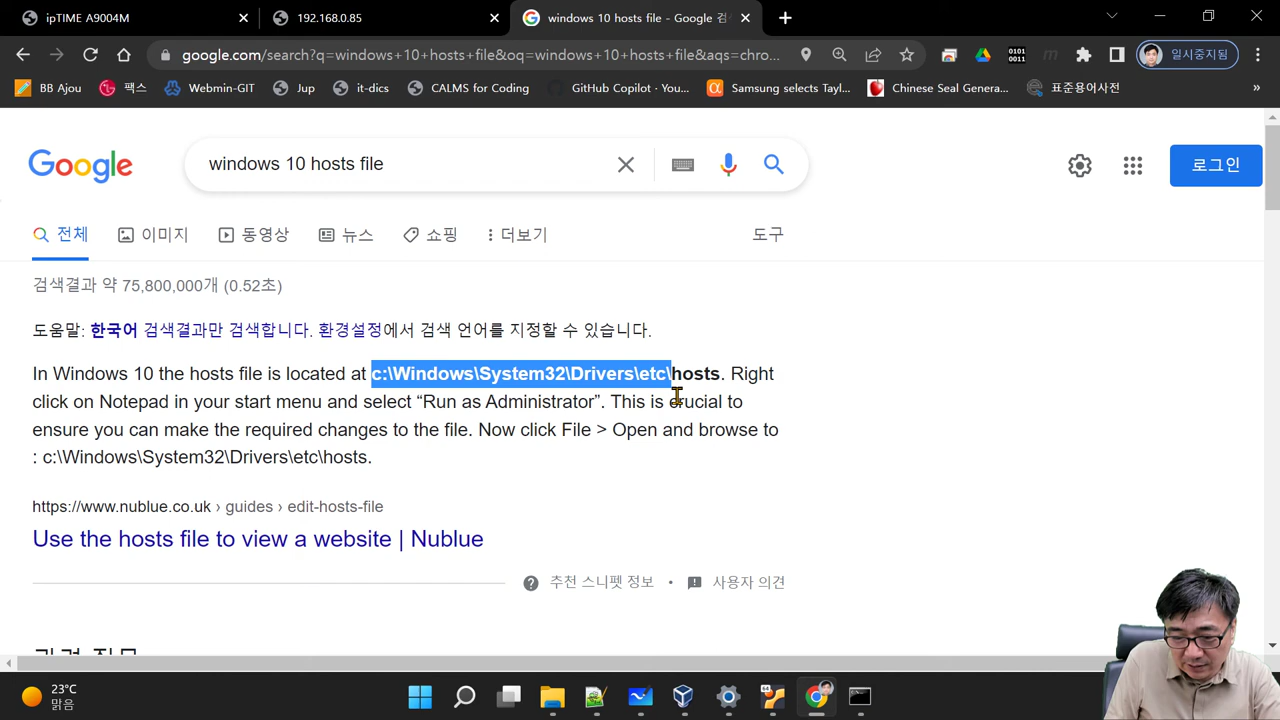 ipTIME A9004M
192.168.0.85
windows 10 hosts file - Google 검색
google.com/search?q=windows+10+hosts+file&oq=windows+10+hosts+file&aqs=chro...
일시중지됨
BB Ajou
팩스
Webmin-GIT
Jup
it-dics
CALMS for Coding
GitHub Copilot · You...
Samsung selects Tayl...
Chinese Seal Genera...
표준용어사전
»
Google
windows 10 hosts file
로그인
전체
이미지
동영상
뉴스
쇼핑
더보기
도구
검색결과 약 75,800,000개 (0.52초)
도움말: 한국어 검색결과만 검색합니다. 환경설정에서 검색 언어를 지정할 수 있습니다.
In Windows 10 the hosts file is located at c:\Windows\System32\Drivers\etc\hosts. Right
click on Notepad in your start menu and select “Run as Administrator”. This is crucial to
ensure you can make the required changes to the file. Now click File > Open and browse to
: c:\Windows\System32\Drivers\etc\hosts.
https://www.nublue.co.uk › guides › edit-hosts-file
Use the hosts file to view a website | Nublue
추천 스니펫 정보 • 사용자 의견
23°C
맑음